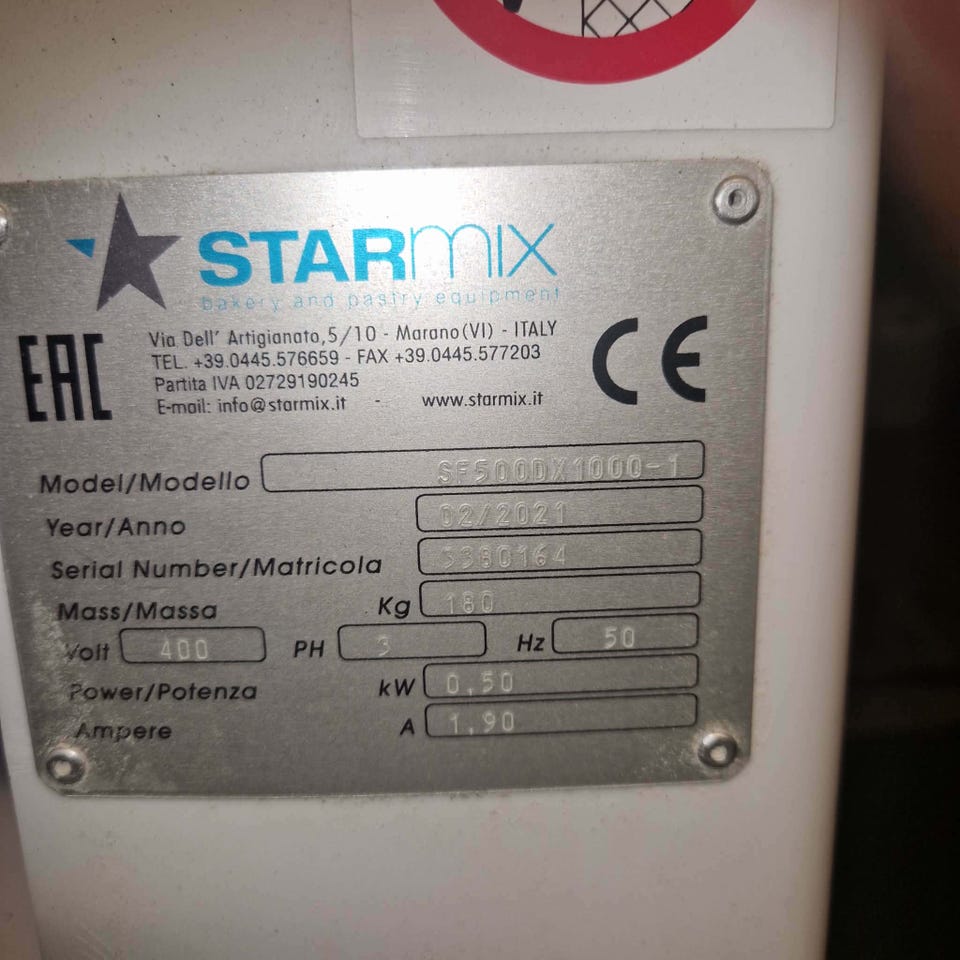 STARMIX
bakery and pastry equipment
EAC
Via Dell' Artigianato,5/10 - Marano(VI) - ITALY
TEL. +39.0445.576659 - FAX +39.0445.577203
Partita IVA 02729190245
E-mail: info@starmix.it - www.starmix.it
CE
Model/Modello SF500DX1000-1
Year/Anno 02/2021
Serial Number/Matricola S380164
Mass/Massa Kg 180
Volt 400 PH 3 Hz 50
Power/Potenza kW 0,50
Ampere A 1,90